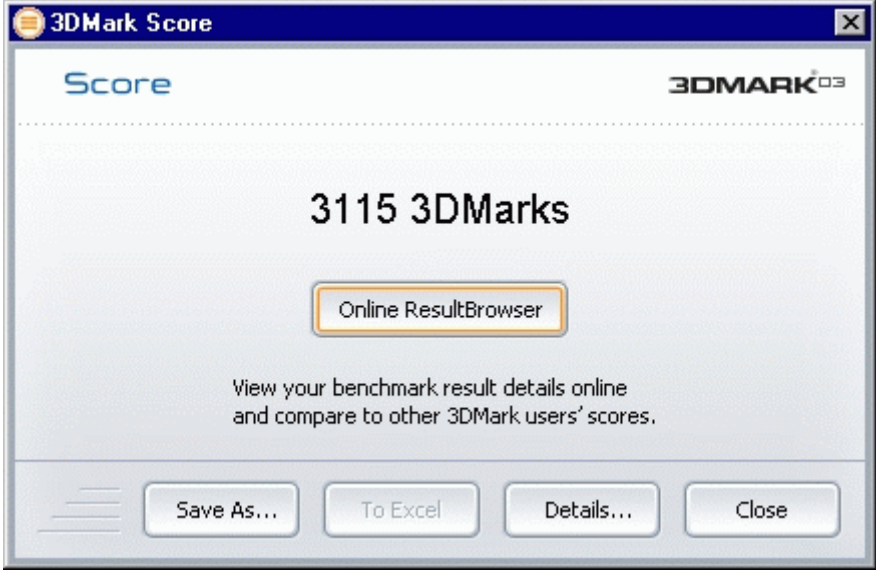 3DMark Score
Score
3DMARK03
3115 3DMarks
Online ResultBrowser
View your benchmark result details online
and compare to other 3DMark users' scores.
Save As...
To Excel
Details...
Close